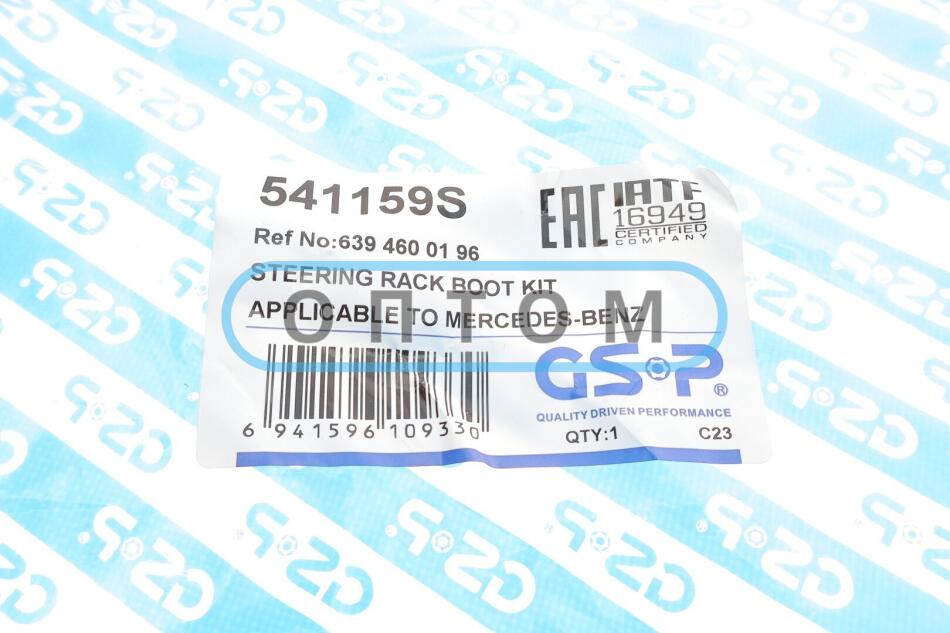 541159S
EAC
IATF
16949
CERTIFIED
COMPANY
Ref No:639 460 01 96
STEERING RACK BOOT KIT
APPLICABLE TO MERCEDES-BENZ
ОПТОМ
GSP®
QUALITY DRIVEN PERFORMANCE
6 941596 109330
QTY:1
C23